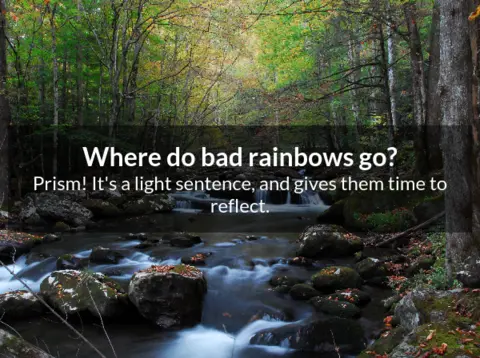 Where do bad rainbows go?
Prism! It's a light sentence, and gives them time to
reflect.